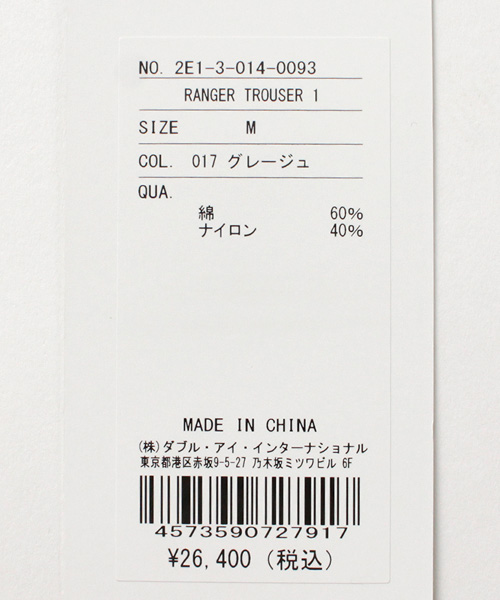 NO. 2E1-3-014-0093
RANGER TROUSER 1
SIZE M
COL. 017 グレージュ
QUA.
綿 60%
ナイロン 40%
MADE IN CHINA
(株)ダブル・アイ・インターナショナル
東京都港区赤坂9-5-27 乃木坂ミツワビル 6F
4573590727917
¥26,400 (税込)